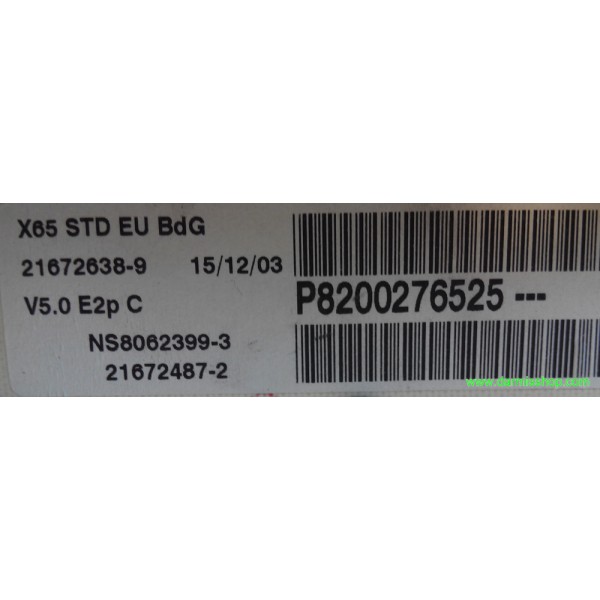 X65 STD EU BdG
21672638-9 15/12/03
V5.0 E2p C
NS8062399-3
21672487-2
P8200276525 ---